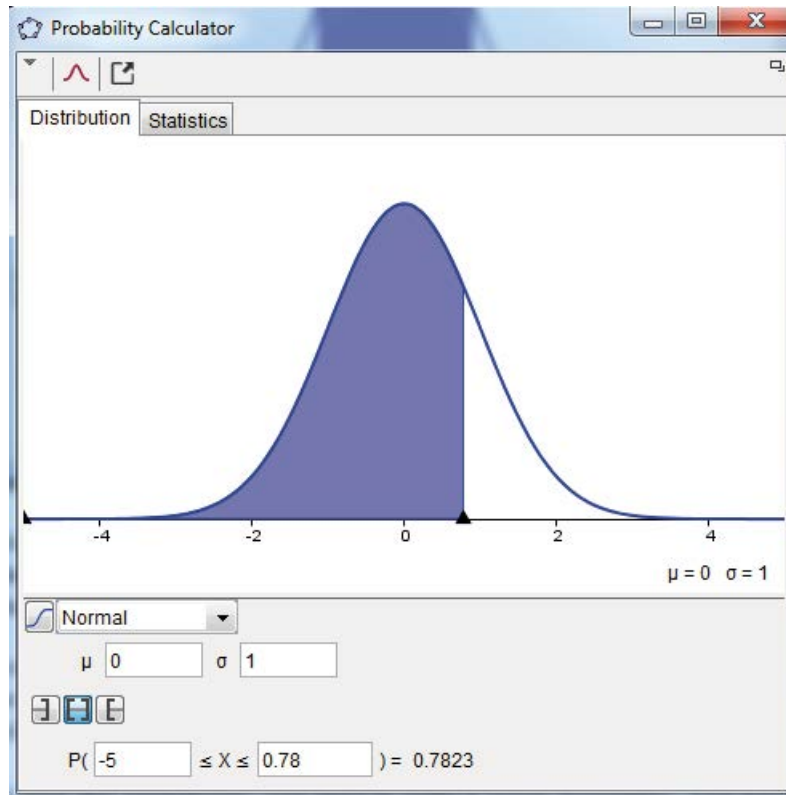 Probability Calculator
Distribution Statistics
-4 -2 0 2 4
μ = 0 σ = 1
Normal
μ 0 σ 1
P( -5 ≤ X ≤ 0.78 ) = 0.7823